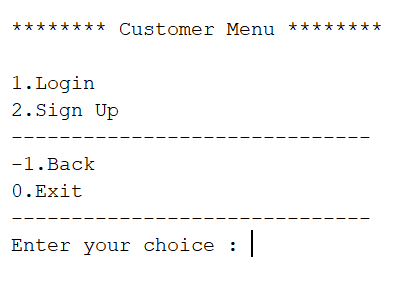 ******** Customer Menu ********
1.Login
2.Sign Up
------------------------------
-1.Back
0.Exit
------------------------------
Enter your choice :